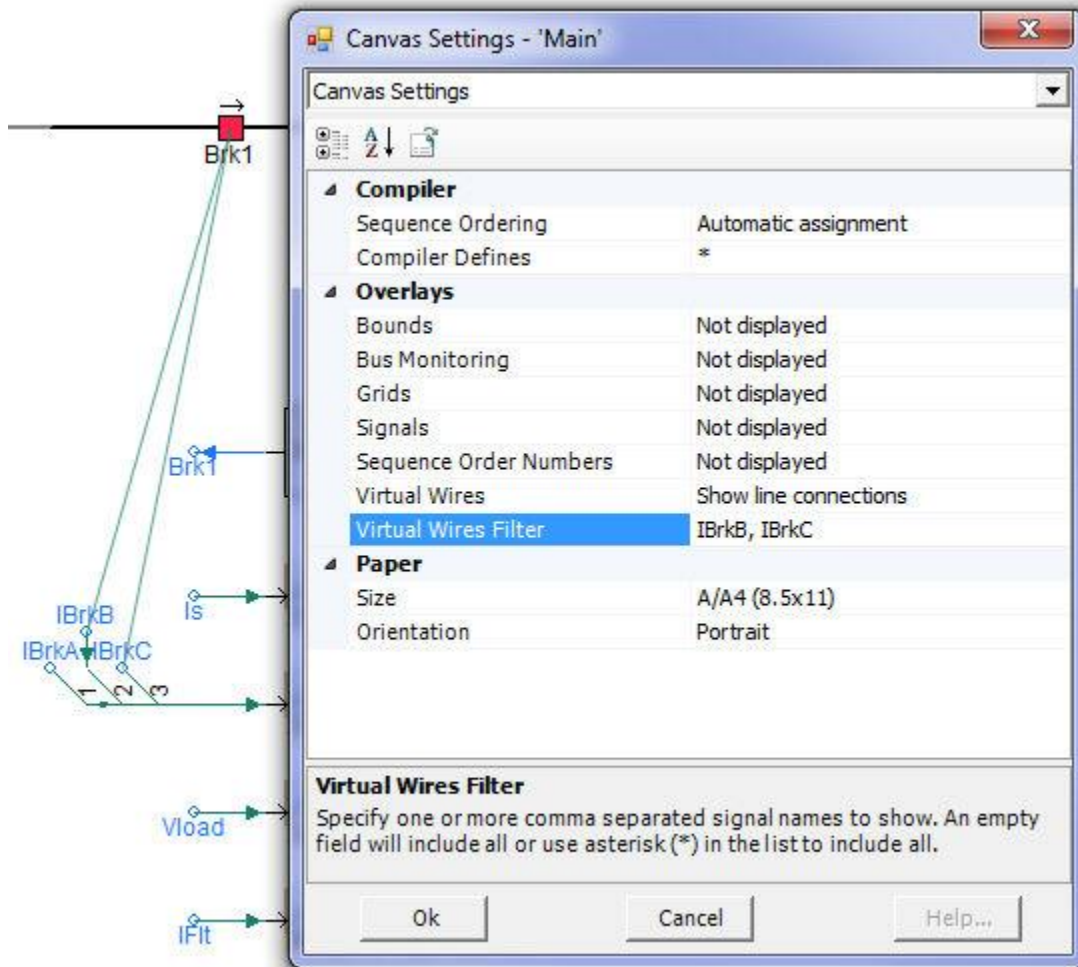 Canvas Settings - 'Main'
Canvas Settings
Compiler
Sequence Ordering Automatic assignment
Compiler Defines *
Overlays
Bounds Not displayed
Bus Monitoring Not displayed
Grids Not displayed
Signals Not displayed
Sequence Order Numbers Not displayed
Virtual Wires Show line connections
Virtual Wires Filter IBrkB, IBrkC
Paper
Size A/A4 (8.5x11)
Orientation Portrait
Virtual Wires Filter
Specify one or more comma separated signal names to show. An empty
field will include all or use asterisk (*) in the list to include all.
Ok Cancel Help...
Brk1
Brk1
Is
IBrkB
IBrkA IBrkC
1 2 3
Vload
IFlt